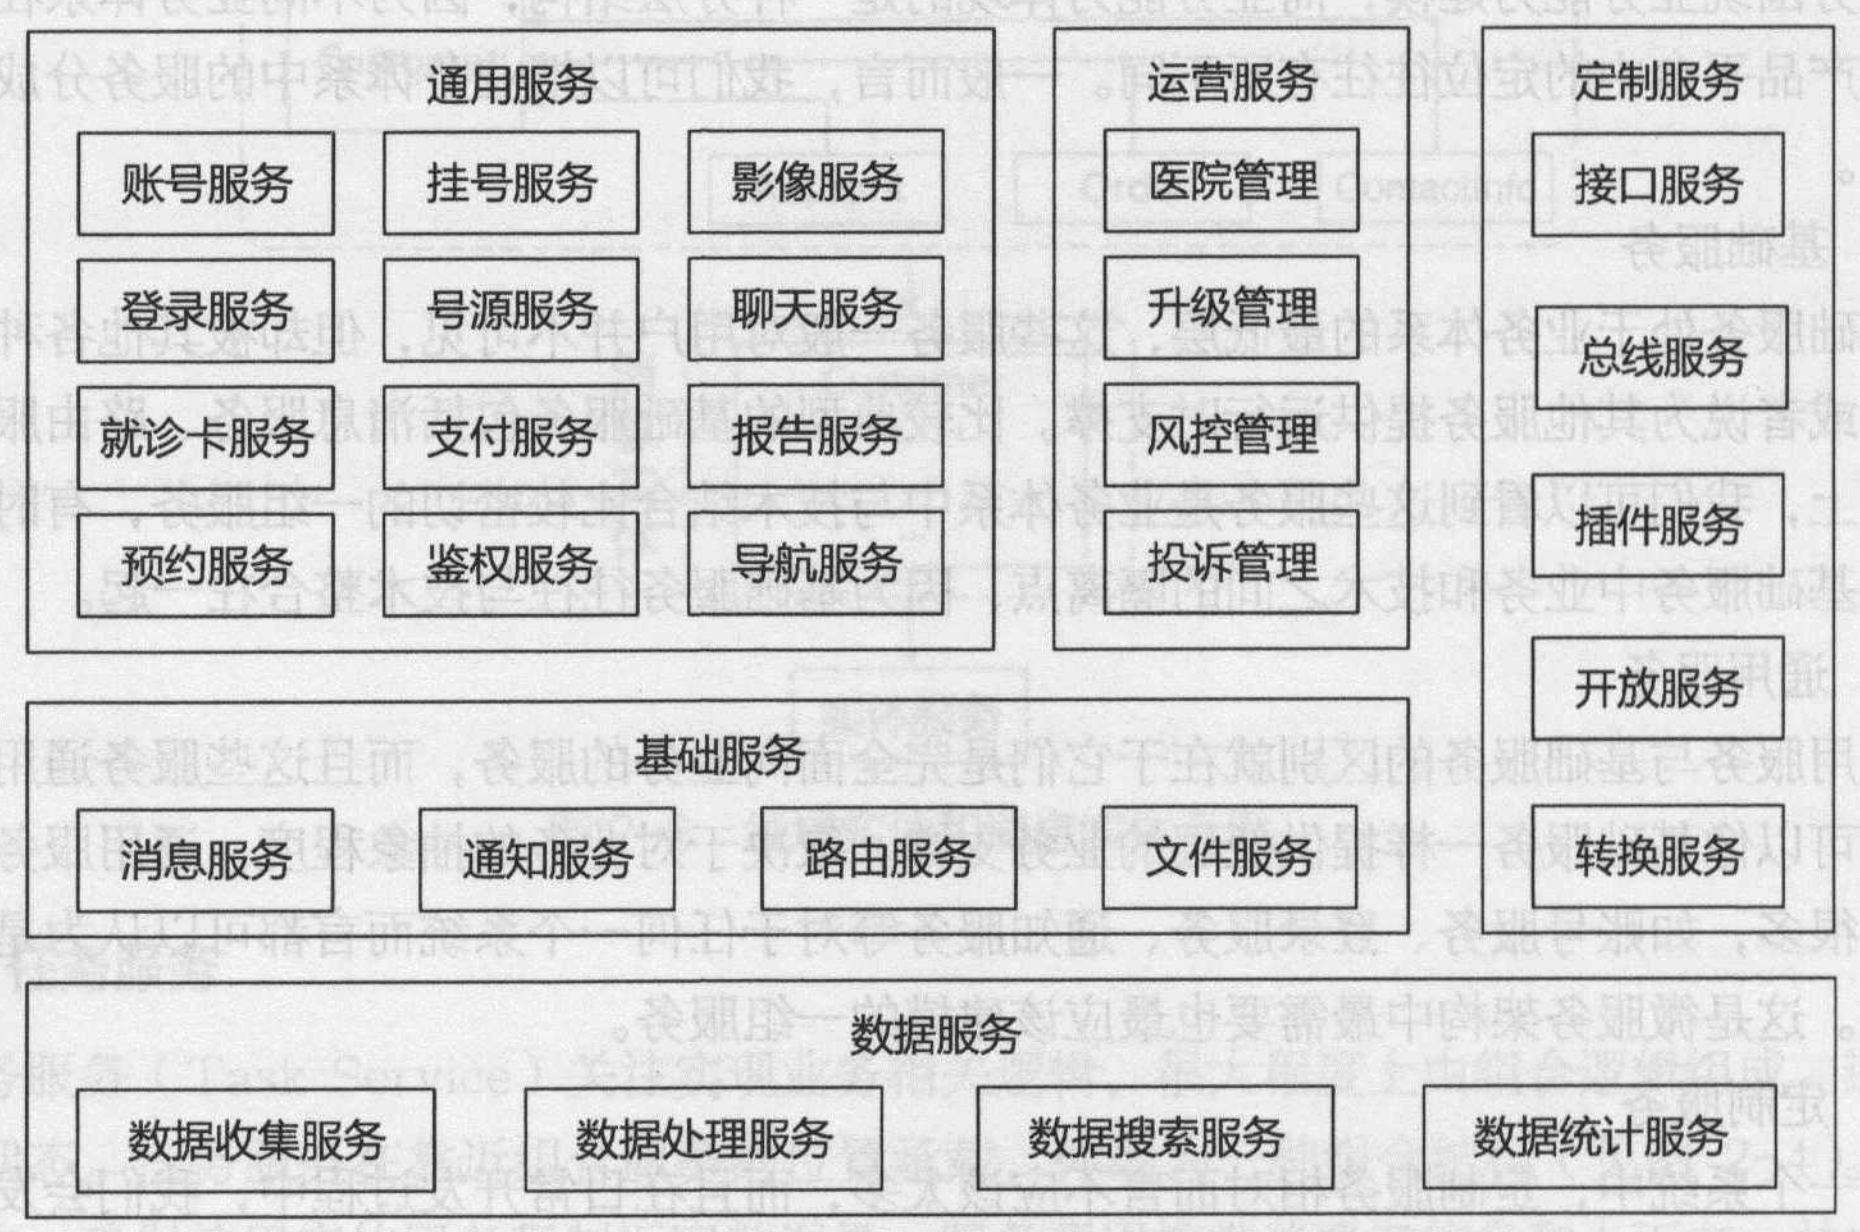 通用服务
账号服务 挂号服务 影像服务
登录服务 号源服务 聊天服务
就诊卡服务 支付服务 报告服务
预约服务 鉴权服务 导航服务
运营服务
医院管理
升级管理
风控管理
投诉管理
定制服务
接口服务
总线服务
插件服务
开放服务
转换服务
基础服务
消息服务 通知服务 路由服务 文件服务
数据服务
数据收集服务 数据处理服务 数据搜索服务 数据统计服务